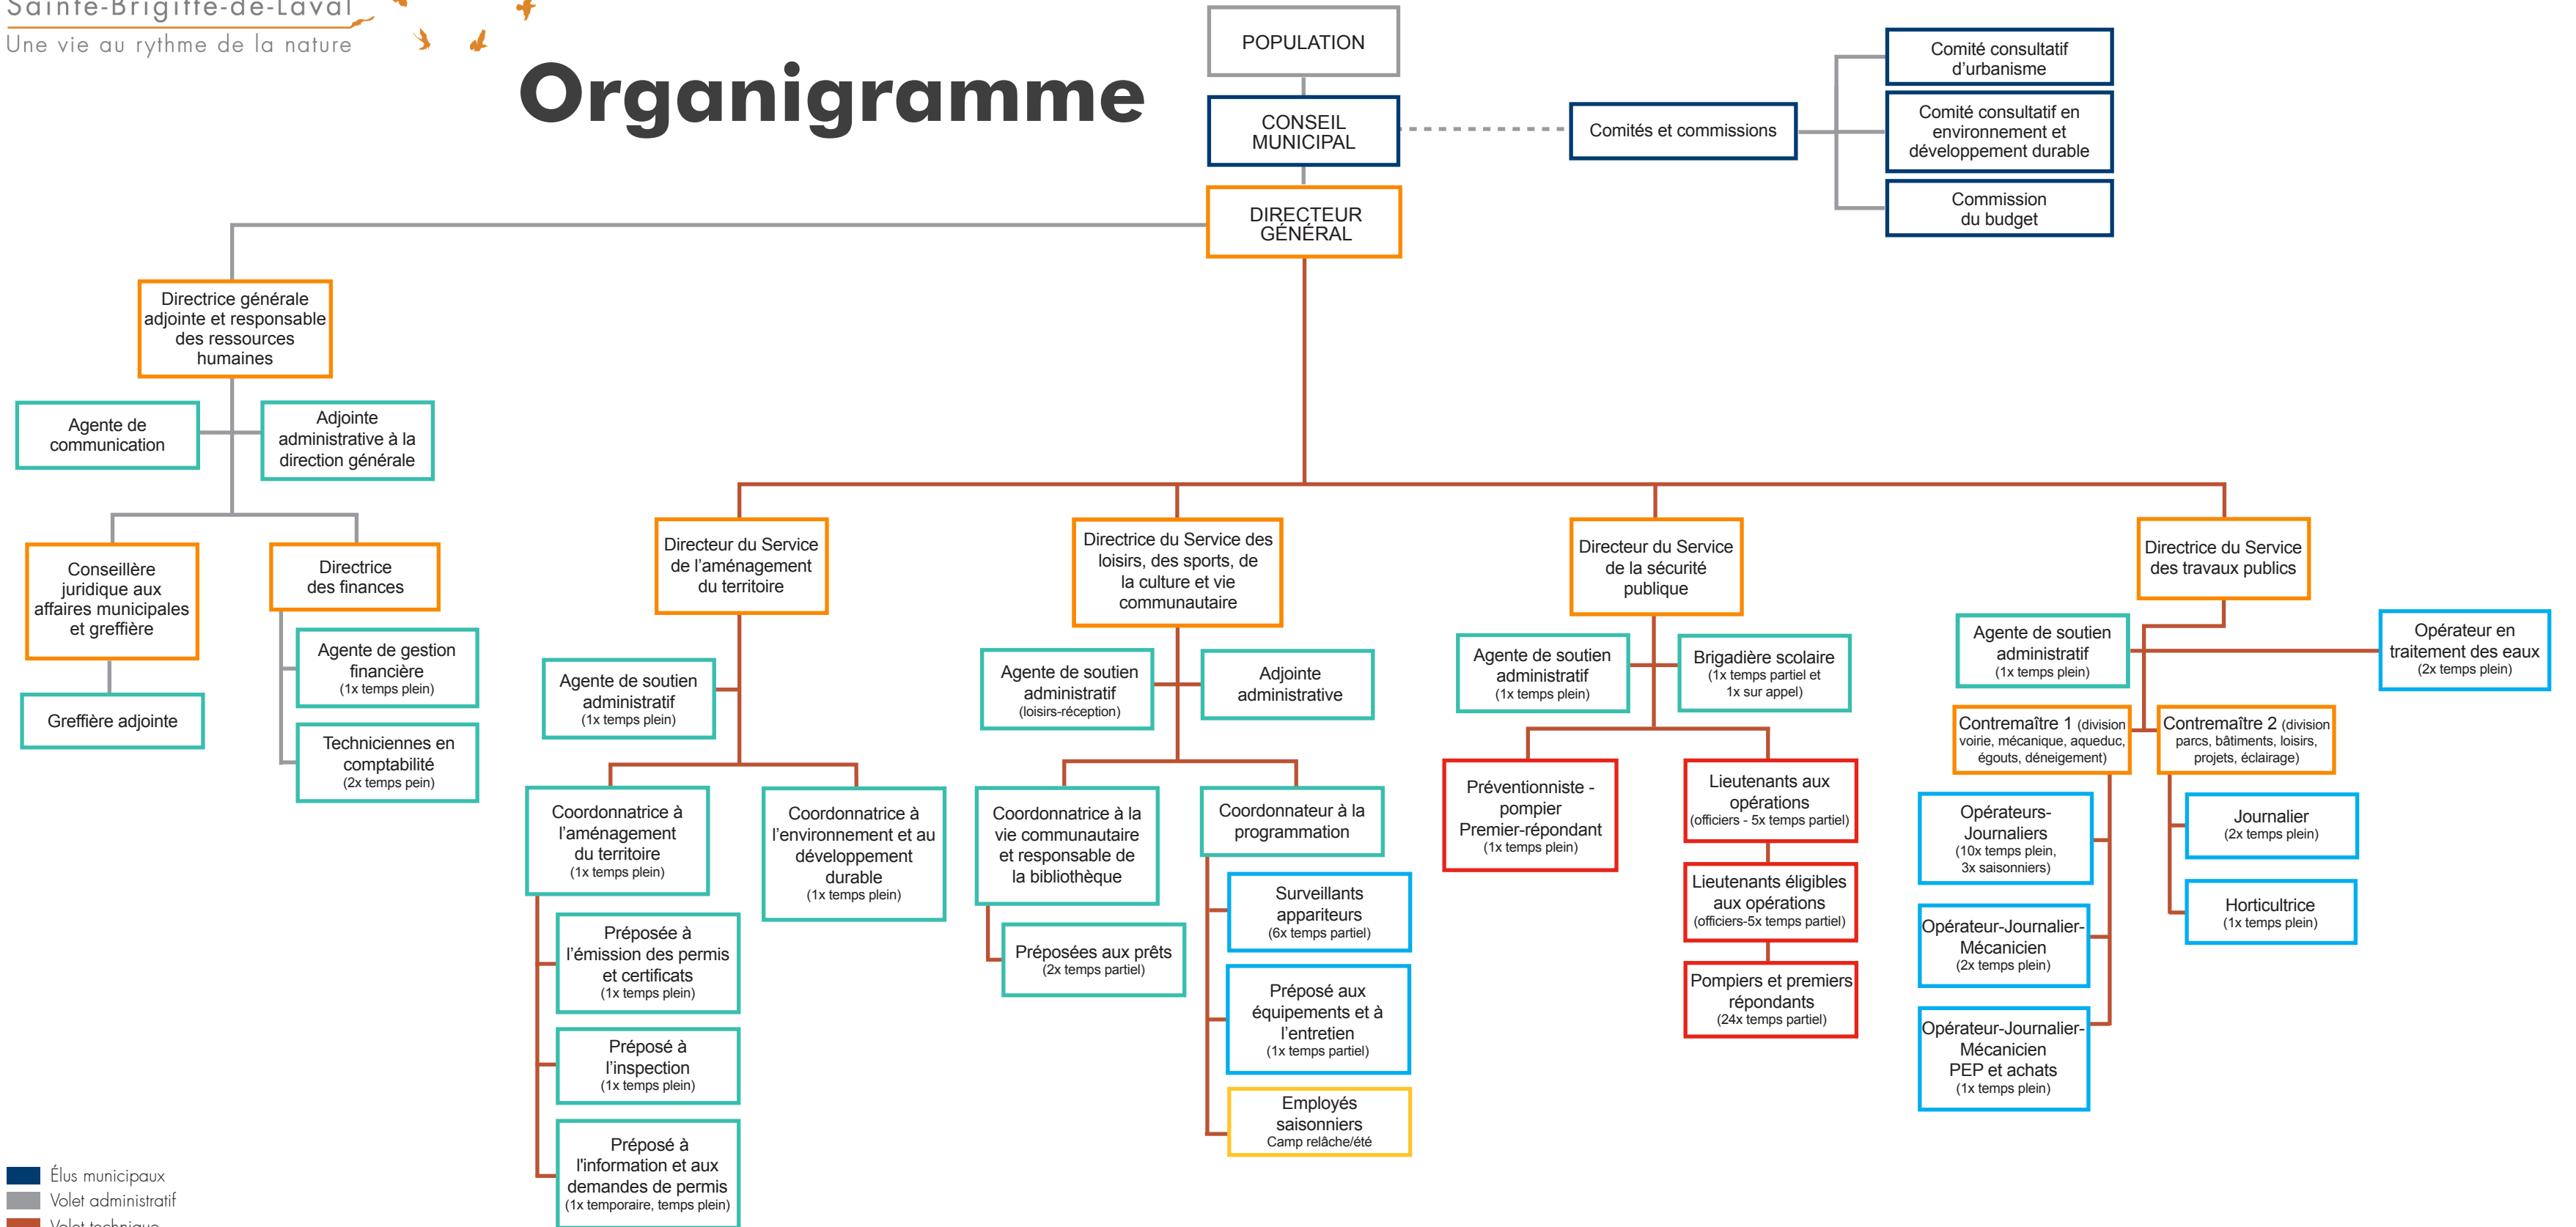 Sainte-Brigitte-de-Laval
Une vie au rythme de la nature
Organigramme
POPULATION
CONSEIL
MUNICIPAL
DIRECTEUR
GÉNÉRAL
Comités et commissions
Comité consultatif
d'urbanisme
Comité consultatif en
environnement et
développement durable
Commission
du budget
Directrice générale
adjointe et responsable
des ressources
humaines
Agente de
communication
Adjointe
administrative à la
direction générale
Conseillère
juridique aux
affaires municipales
et greffière
Greffière adjointe
Directrice
des finances
Agente de gestion
financière
(1x temps plein)
Techniciennes en
comptabilité
(2x temps pein)
Directeur du Service
de l'aménagement
du territoire
Agente de soutien
administratif
(1x temps plein)
Coordonnatrice à
l'aménagement
du territoire
(1x temps plein)
Préposée à
l'émission des permis
et certificats
(1x temps plein)
Préposé à
l'inspection
(1x temps plein)
Préposé à
l'information et aux
demandes de permis
(1x temporaire, temps plein)
Coordonnatrice à
l'environnement et au
développement
durable
(1x temps plein)
Directrice du Service des
loisirs, des sports, de
la culture et vie
communautaire
Agente de soutien
administratif
(loisirs-réception)
Adjointe
administrative
Coordonnatrice à la
vie communautaire
et responsable de
la bibliothèque
Préposées aux prêts
(2x temps partiel)
Coordonnateur à la
programmation
Surveillants
appariteurs
(6x temps partiel)
Préposé aux
équipements et à
l'entretien
(1x temps partiel)
Employés
saisonniers
Camp relâche/été
Directeur du Service
de la sécurité
publique
Agente de soutien
administratif
(1x temps plein)
Brigadière scolaire
(1x temps partiel et
1x sur appel)
Préventionniste -
pompier
Premier-répondant
(1x temps plein)
Lieutenants aux
opérations
(officiers - 5x temps partiel)
Lieutenants éligibles
aux opérations
(officiers-5x temps partiel)
Pompiers et premiers
répondants
(24x temps partiel)
Directrice du Service
des travaux publics
Agente de soutien
administratif
(1x temps plein)
Opérateur en
traitement des eaux
(2x temps plein)
Contremaître 1 (division
voirie, mécanique, aqueduc,
égouts, déneigement)
Opérateurs-
Journaliers
(10x temps plein,
3x saisonniers)
Opérateur-Journalier-
Mécanicien
(2x temps plein)
Opérateur-Journalier-
Mécanicien
PEP et achats
(1x temps plein)
Contremaître 2 (division
parcs, bâtiments, loisirs,
projets, éclairage)
Journalier
(2x temps plein)
Horticultrice
(1x temps plein)
Élus municipaux
Volet administratif
Volet technique